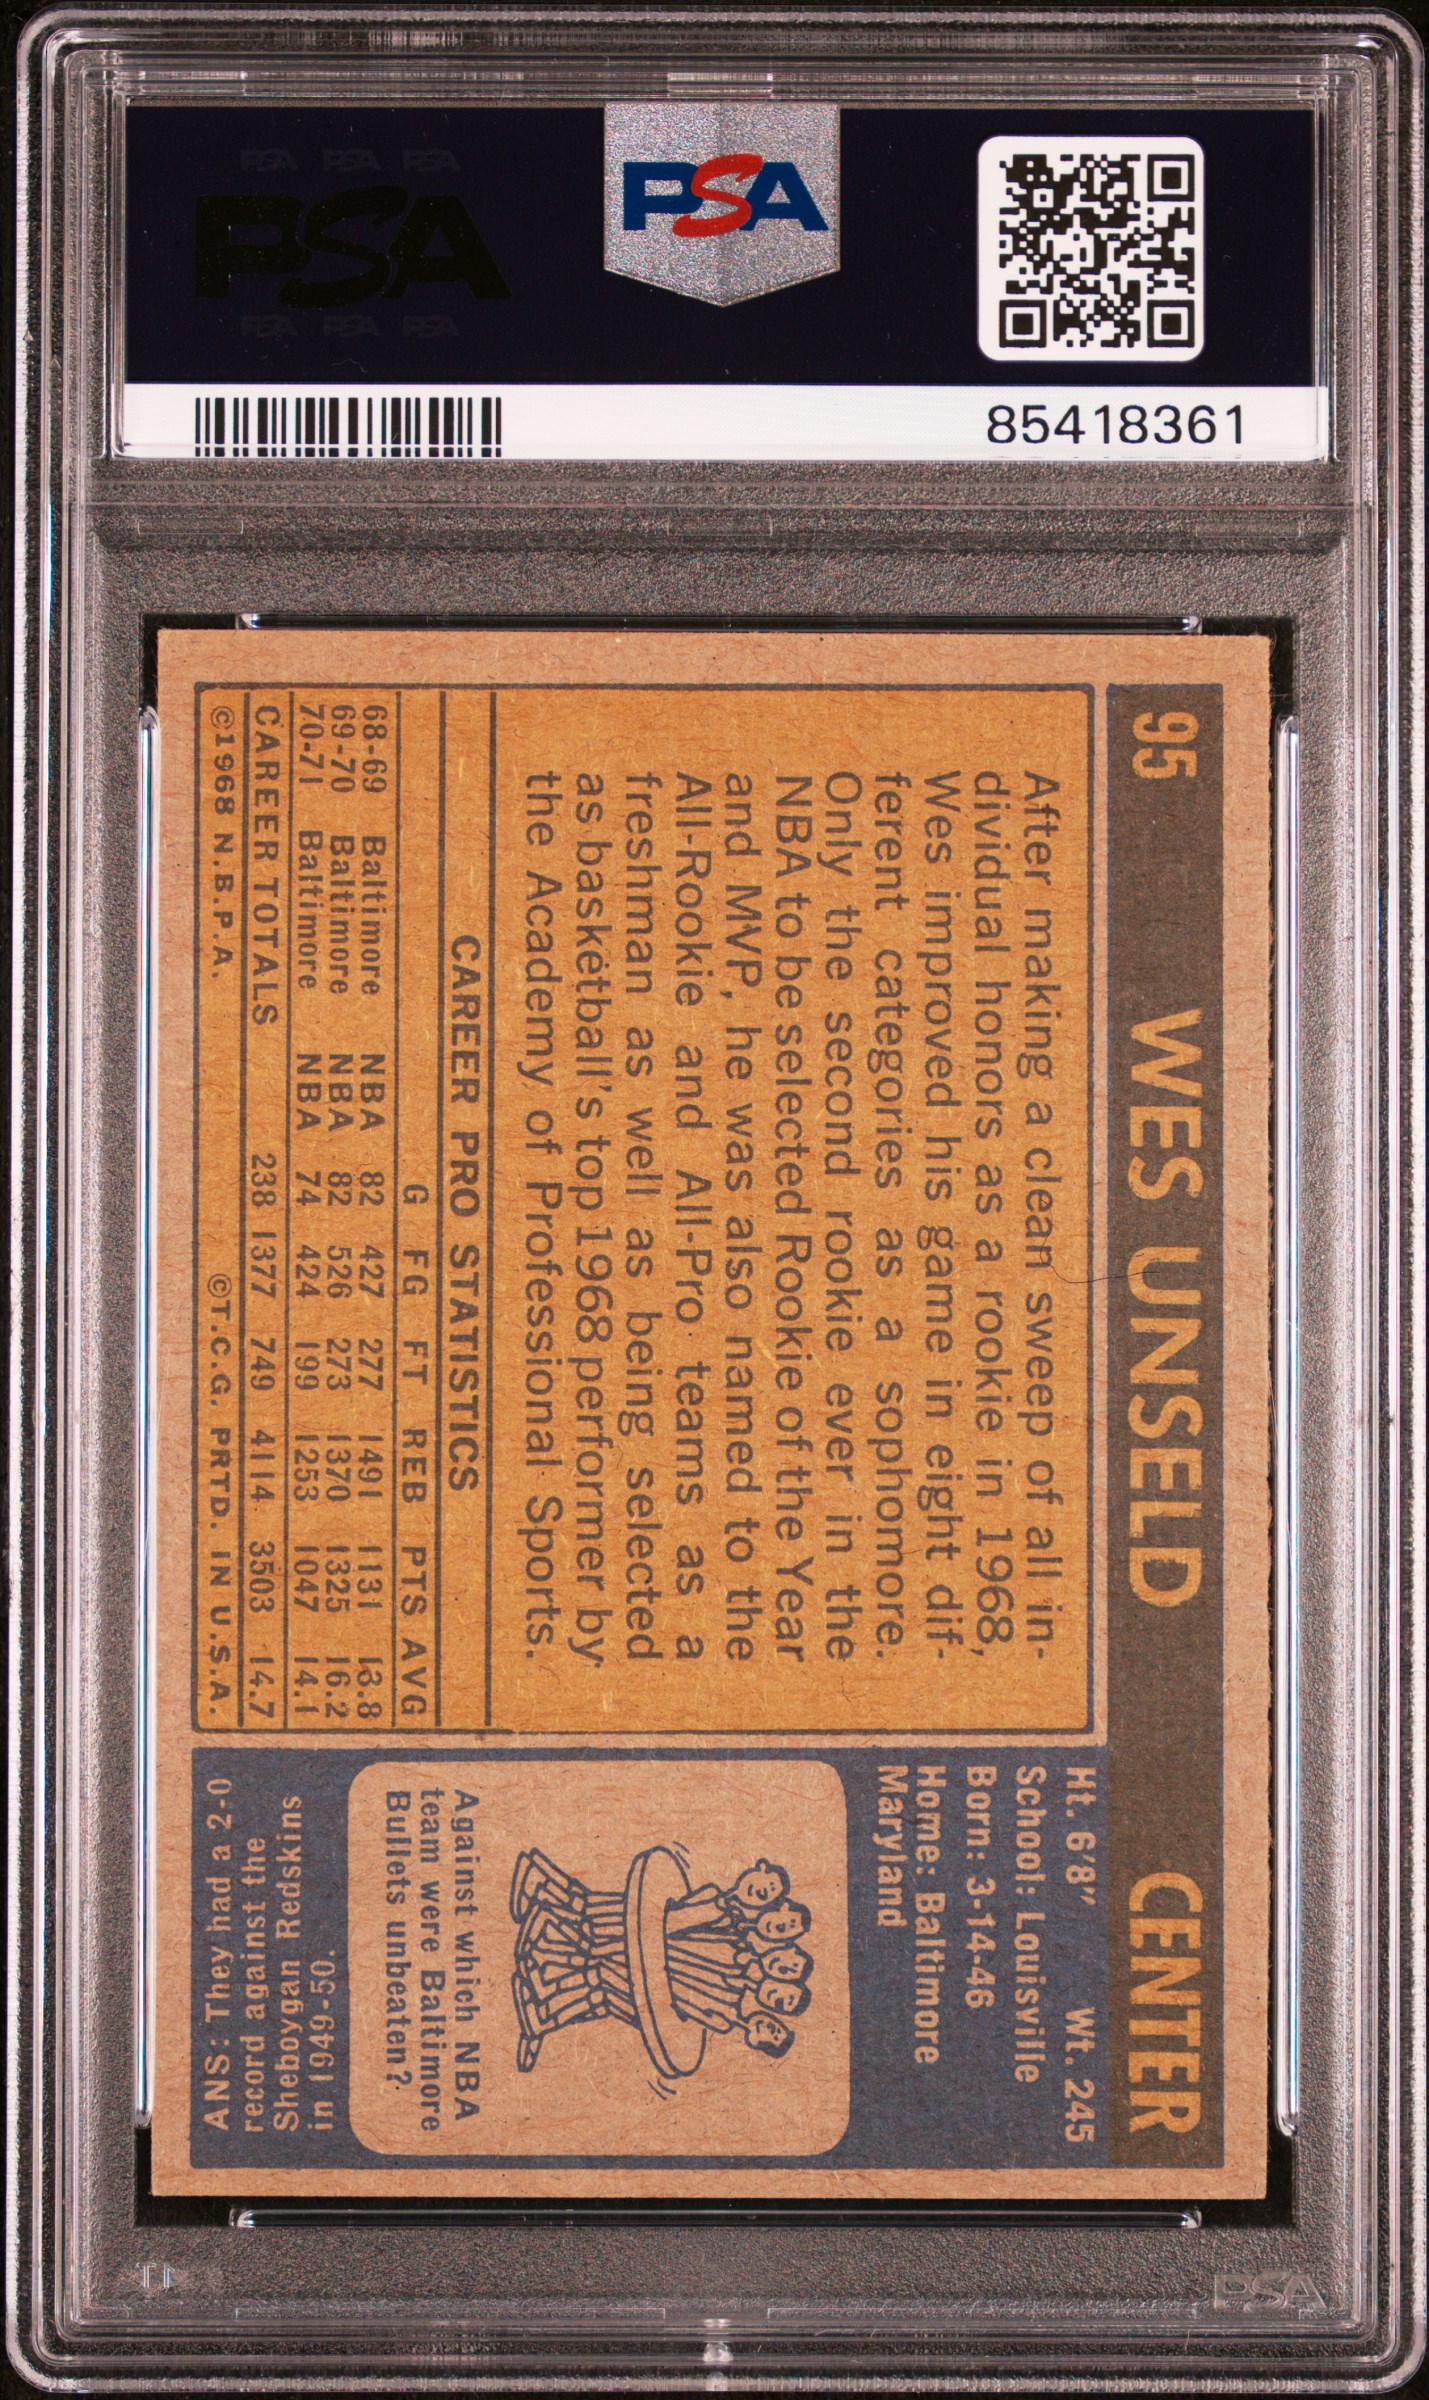 PSA PSA PSA
PSA
PSA PSA PSA
PSA
85418361
95 WES UNSELD CENTER
After making a clean sweep of all in-
dividual honors as a rookie in 1968,
Wes improved his game in eight dif-
ferent categories as a sophomore.
Only the second rookie ever in the
NBA to be selected Rookie of the Year
and MVP, he was also named to the
All-Rookie and All-Pro teams as a
freshman as well as being selected
as basketball's top 1968 performer by
the Academy of Professional Sports.
CAREER PRO STATISTICS
G FG FT REB PTS AVG
68-69 Baltimore NBA 82 427 277 1491 1131 13.8
69-70 Baltimore NBA 82 526 273 1370 1325 16.2
70-71 Baltimore NBA 74 424 199 1253 1047 14.1
CAREER TOTALS 238 1377 749 4114 3503 14.7
©1968 N.B.P.A. ©T.C.G. PRTD. IN U.S.A.
Ht. 6'8" Wt. 245
School: Louisville
Born: 3-14-46
Home: Baltimore
Maryland
Against which NBA
team were Baltimore
Bullets unbeaten?
ANS: They had a 2-0
record against the
Sheboygan Redskins
in 1949-50.
PSA